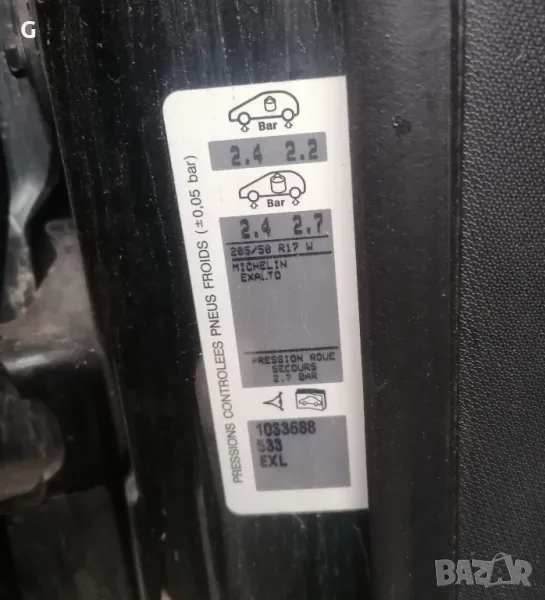 G
Bar
2.4 2.2
Bar
2.4 2.7
205/50 R17 W
MICHELIN
EXALTO
PRESSION ROUE
SECOURS
2.7 BAR
1033688
533
EXL
PRESSIONS CONTROLEES PNEUS FROIDS (±0,05 bar)
BAZAR